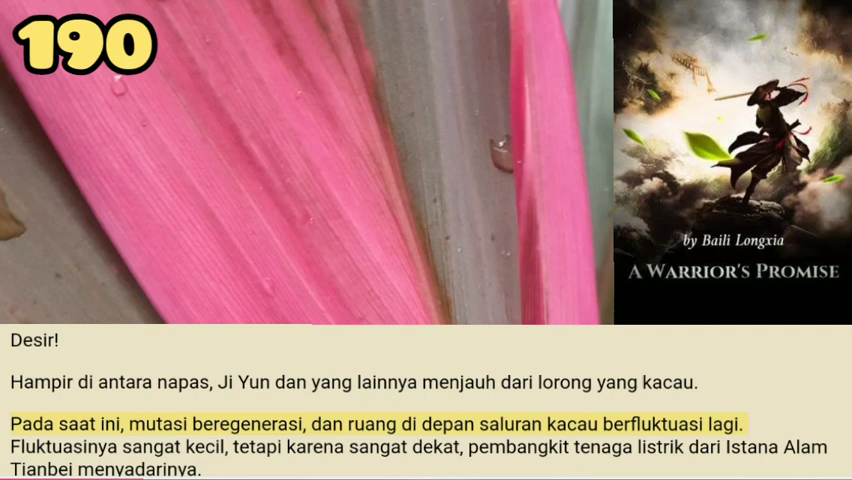 190
by Baili Longxia
A WARRIOR'S PROMISE
Desir!
Hampir di antara napas, Ji Yun dan yang lainnya menjauh dari lorong yang kacau.
Pada saat ini, mutasi beregenerasi, dan ruang di depan saluran kacau berfluktuasi lagi.
Fluktuasinya sangat kecil, tetapi karena sangat dekat, pembangkit tenaga listrik dari Istana Alam
Tianbei menyadarinya.